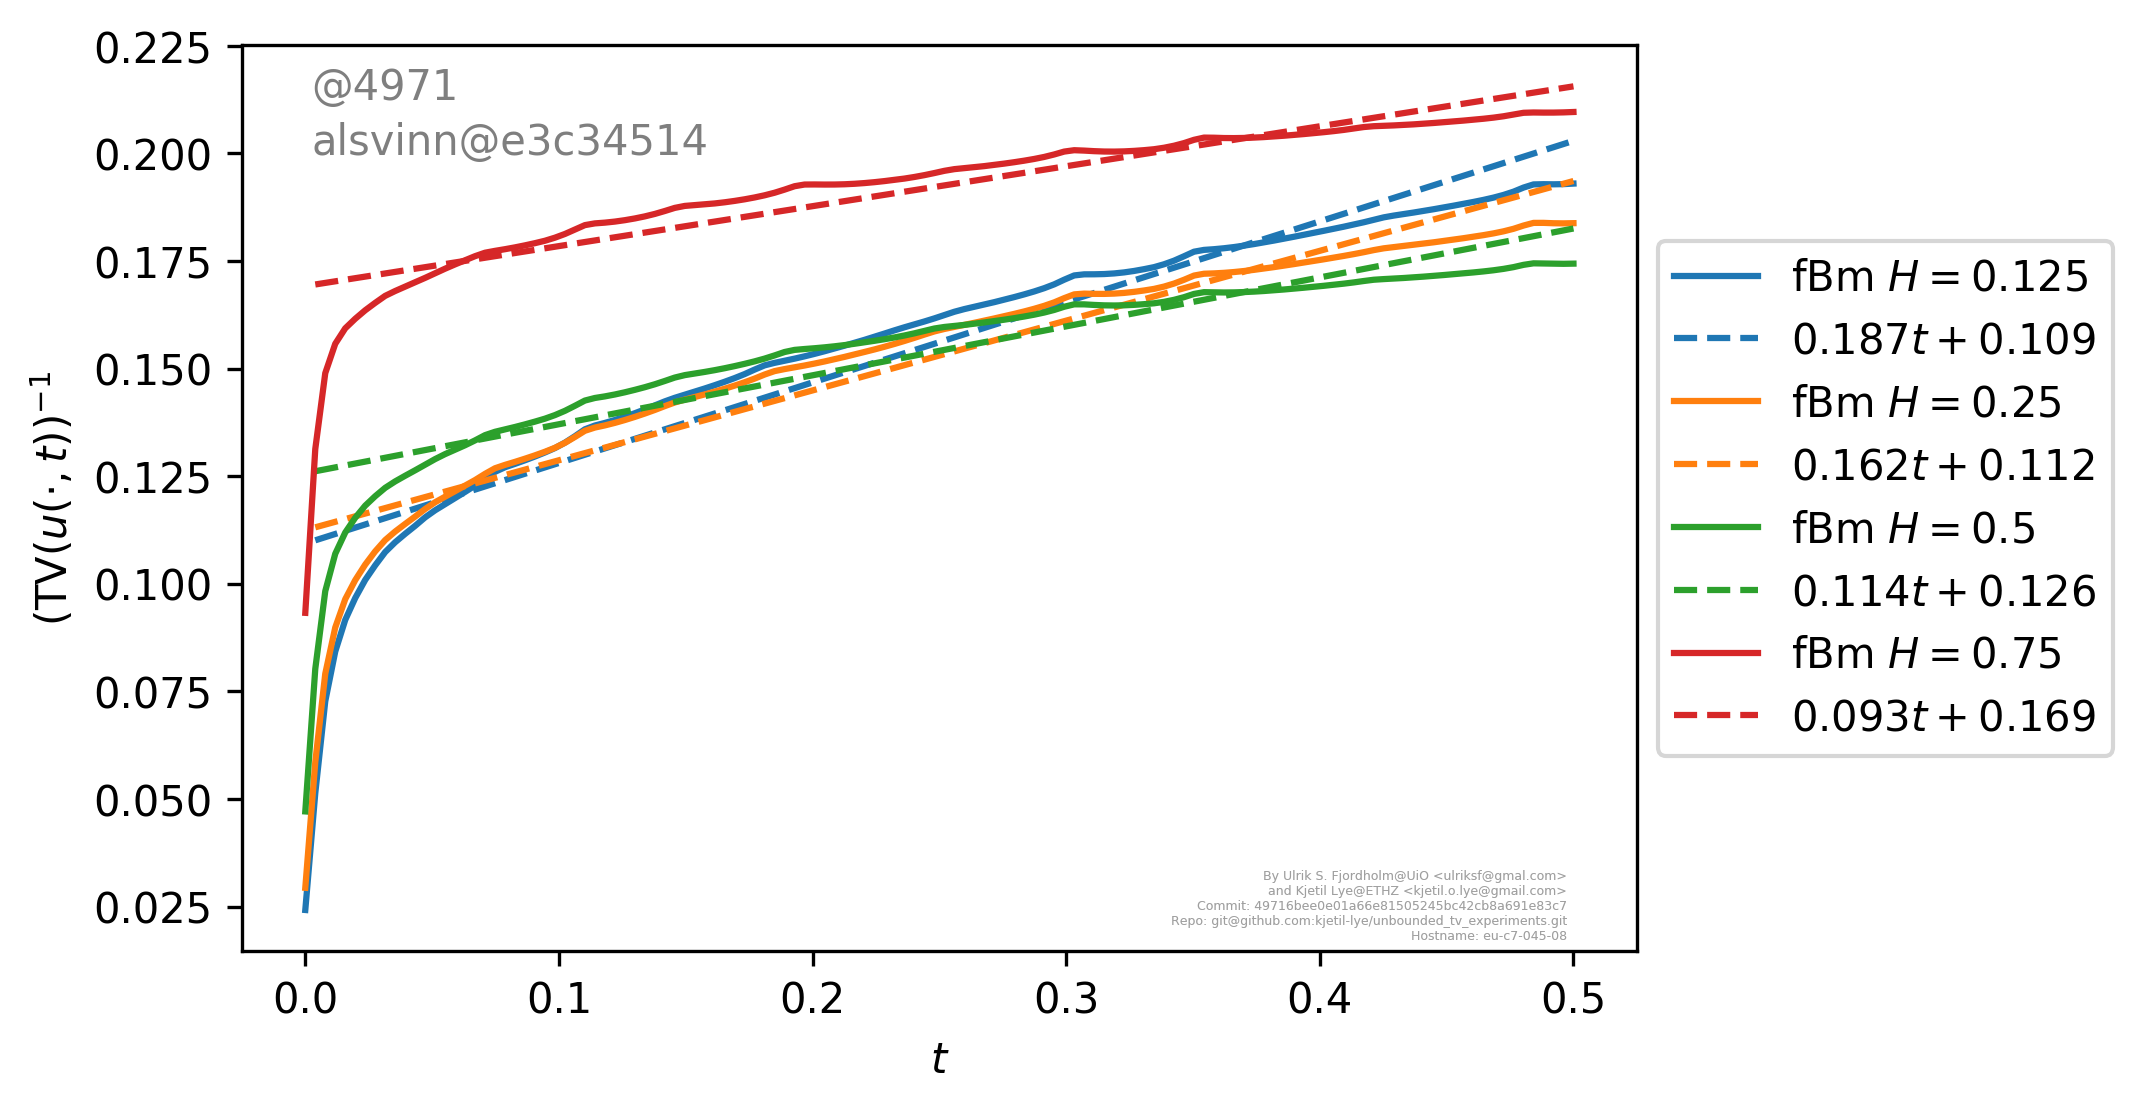 @4971
alsvinn@e3c34514
0.225
0.200
0.175
0.150
0.125
0.100
0.075
0.050
0.025
(TV(u(·,t)))⁻¹
0.0 0.1 0.2 0.3 0.4 0.5
t
fBm H = 0.125
0.187t + 0.109
fBm H = 0.25
0.162t + 0.112
fBm H = 0.5
0.114t + 0.126
fBm H = 0.75
0.093t + 0.169
By Ulrik S. Fjordholm@UiO <ulriksf@gmal.com>
and Kjetil Lye@ETHZ <kjetil.o.lye@gmail.com>
Commit: 49716bee0e01a66e81505245bc42cb8a691e83c7
Repo: git@github.com:kjetil-lye/unbounded_tv_experiments.git
Hostname: eu-c7-045-08